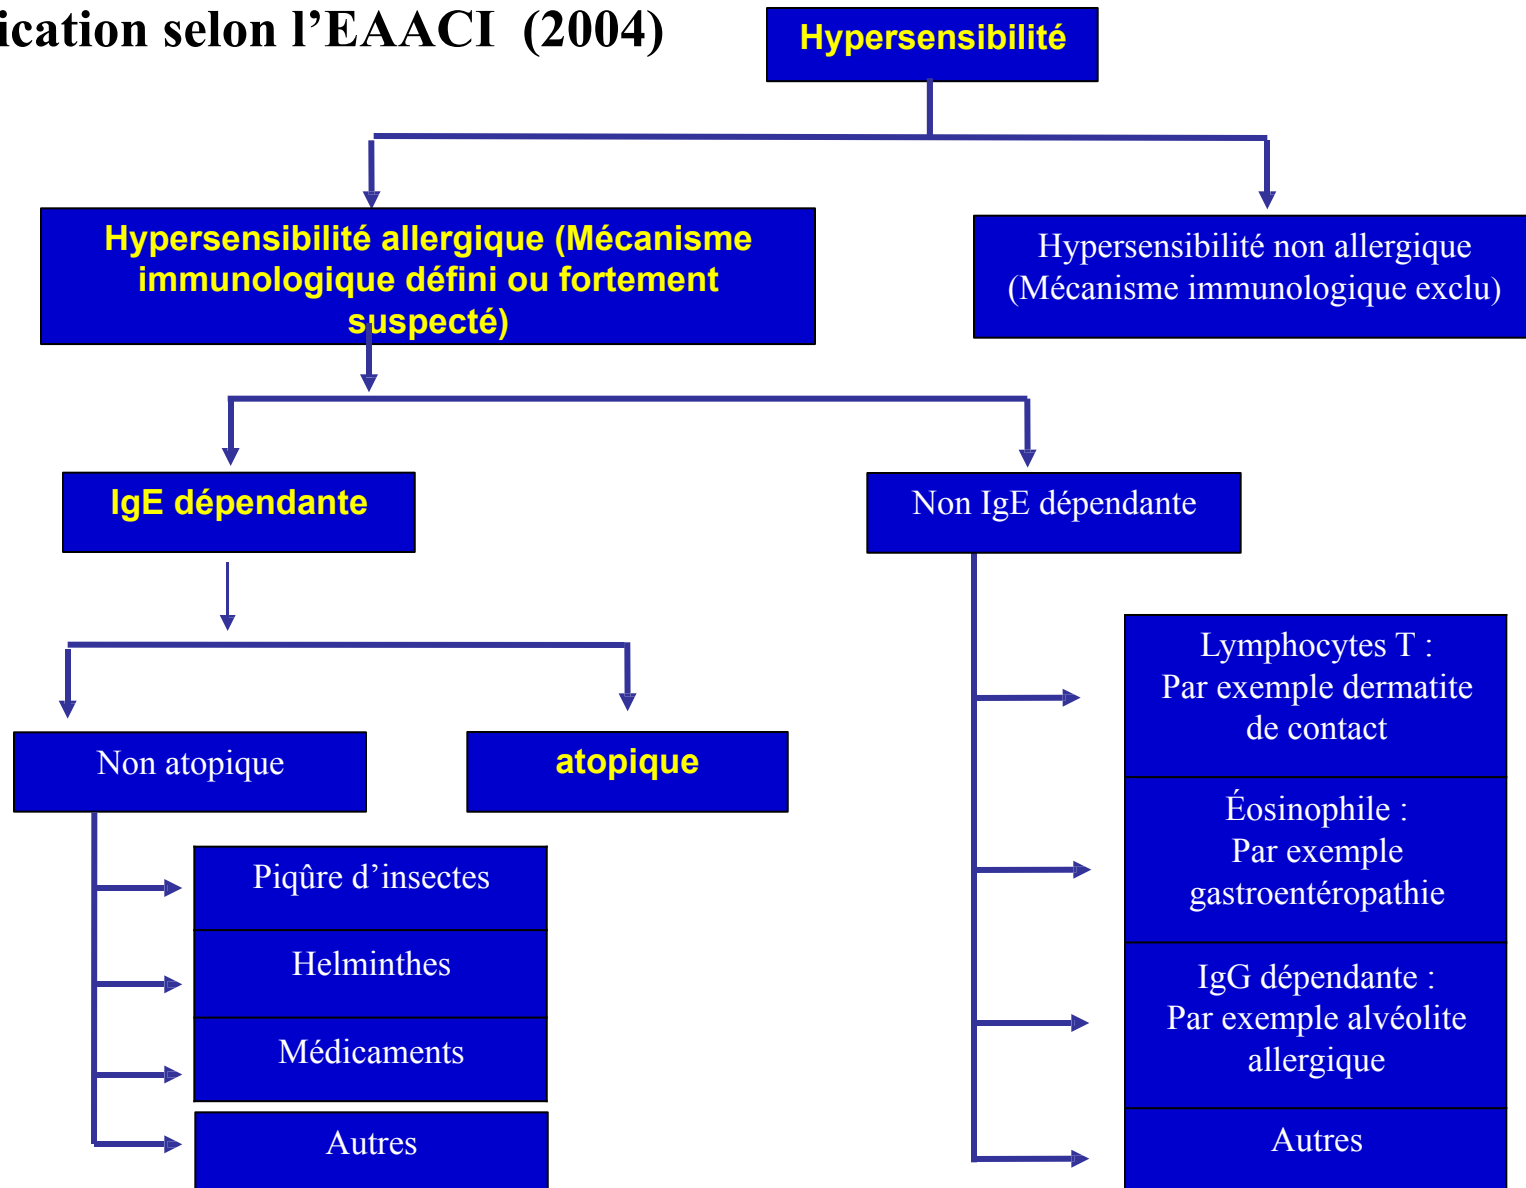 ication selon l’EAACI (2004)
Hypersensibilité
Hypersensibilité allergique (Mécanisme
immunologique défini ou fortement
suspecté)
Hypersensibilité non allergique
(Mécanisme immunologique exclu)
IgE dépendante
Non IgE dépendante
Non atopique
atopique
Piqûre d’insectes
Helminthes
Médicaments
Autres
Lymphocytes T :
Par exemple dermatite
de contact
Éosinophile :
Par exemple
gastroentéropathie
IgG dépendante :
Par exemple alvéolite
allergique
Autres